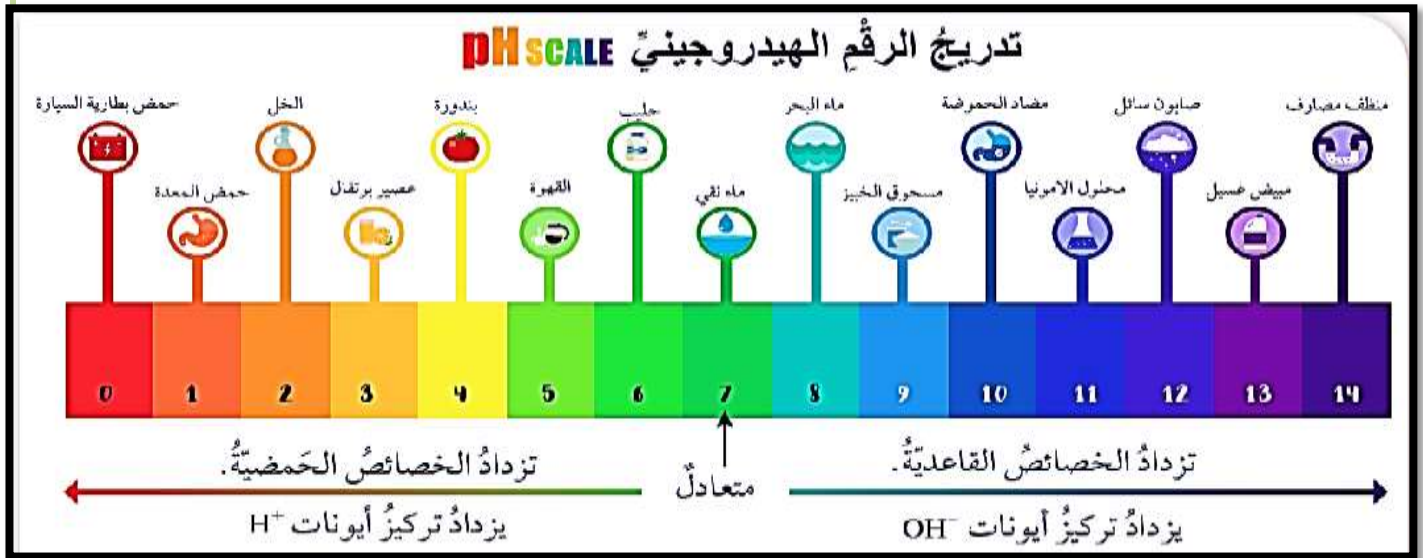 تدريجُ الرقْمِ الهيدروجينيِّ pH SCALE
حمض بطارية السيارة
الخل
بندورة
حليب
ماء البحر
مضاد الحموضة
صابون سائل
منظف مصارف
حمض المعدة
عصير برتقال
القهوة
ماء نقي
مسحوق الخبيز
محلول الامونيا
مبيض غسيل
0 1 2 3 4 5 6 7 8 9 10 11 12 13 14
تزدادُ الخصائصُ الحَمضيّةُ.
متعادلٌ
تزدادُ الخصائصُ القاعديّةُ.
يزدادُ تركيزُ أيونات H⁺
يزدادُ تركيزُ أيونات OH⁻